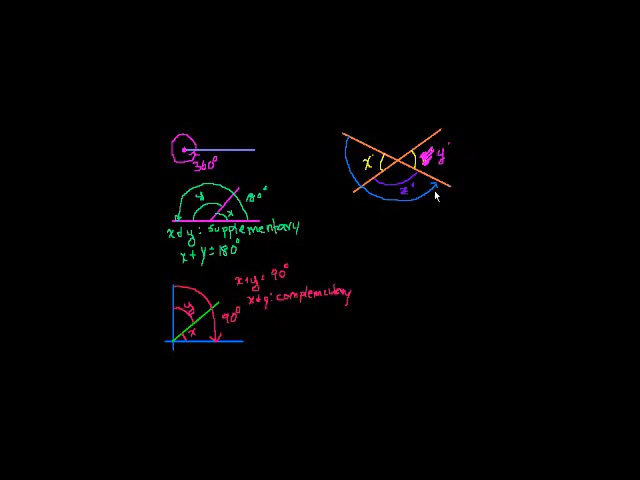 360°
y
x
180°
x + y : supplementary
x + y = 180°
x + y = 90°
x + y : complementary
y
x
90°
x°
y°
z°